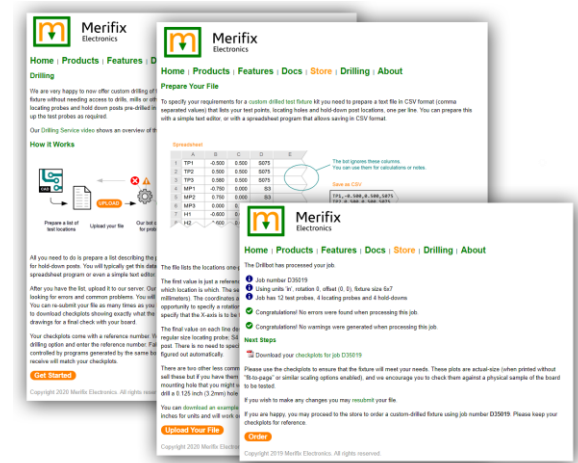 Merifix
Electronics
Home | Products | Features | D
Drilling
We are very happy to now offer custom drilling of
fixture without needing access to drills, mills or oth
locating probes and hold down posts pre-drilled in
up the test probes as required.
Our Drilling Service video shows an overview of th
How it Works
CAD
UPLOAD
Prepare a list of
test locations
Upload your file
Our test c
for prob
All you need to do is prepare a list describing the p
for hold-down posts. You will typically get this data
spreadsheet program or even a simple text editor.
After you have the list, upload it to our server. Our
looking for errors and common problems. You will
You can re-submit your file as many times as you
to download checkplots showing exactly what the
drawings for a final check with your board.
Your checkplots come with a reference number. Y
drilling option and enter the reference number. Fa
controlled by programs generated by the same bo
receive will match your checkplots.
Get Started
Copyright 2020 Merifix Electronics. All rights reser
Merifix
Electronics
Home | Products | Features | Docs | Store | Drilling | About
Prepare Your File
To specify your requirements for a custom drilled test fixture kit you need to prepare a text file in CSV format (comma
separated values) that lists your test points, locating holes and hold-down post locations, one per line. You can prepare this
with a simple text editor, or with a spreadsheet program that allows saving in CSV format.
Spreadsheet
A B C D E
1 TP1 -0.500 0.500 S075
2 TP2 0.500 0.500 S075
3 TP3 0.500 0.500 S075
4 MP1 -0.750 0.000 S3
5 MP2 0.750 0.000 S3
6 MP3 0.000
7 H1 -0.600
8 H2
The bot ignores these columns.
You can use them for calculations or notes.
Save as CSV
TP1,-0.500,0.500,S075
The file lists the locations one
The first value is just a referen
which location is which. The se
millimeters). The coordinates a
opportunity to specify a rotation
specify that the X-axis is to be
The final value on each line de
regular size locating probe, S4
post. There is no need to speci
figured out automatically.
There are two other less comm
sell these but if you have them
mounting hole that you might w
drill a 0.125 inch (3.2mm) hole
You can download an example
inches for units and will work a
Upload Your File
Copyright 2020 Merifix Electron
Merifix
Electronics
Home | Products | Features | Docs | Store | Drilling | About
The Drillbot has processed your job.
Job number D35019
Using units 'in', rotation 0, offset (0, 0), fixture size 6x7
Job has 12 test probes, 4 locating probes and 4 hold-downs
Congratulations! No errors were found when processing this job.
Congratulations! No warnings were generated when processing this job.
Next Steps
Download your checkplots for job D35019
Please use the checkplots to ensure that the fixture will meet your needs. These plots are actual-size (when printed without
"fit-to-page" or similar scaling options enabled), and we encourage you to check them against a physical sample of the board
to be tested.
If you wish to make any changes you may resubmit your file.
If you are happy, you may proceed to the store to order a custom-drilled fixture using job number D35019. Please keep your
checkplots for reference.
Order
Copyright 2019 Merifix Electronics. All rights reserved.